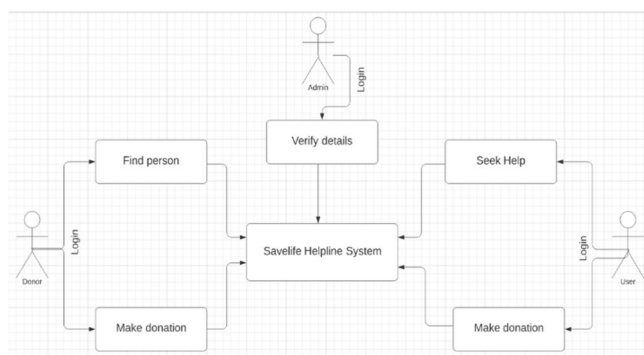 Admin
Login
Verify details
Find person
Seek Help
Login
Savelife Helpline System
Login
Donor
User
Make donation
Make donation